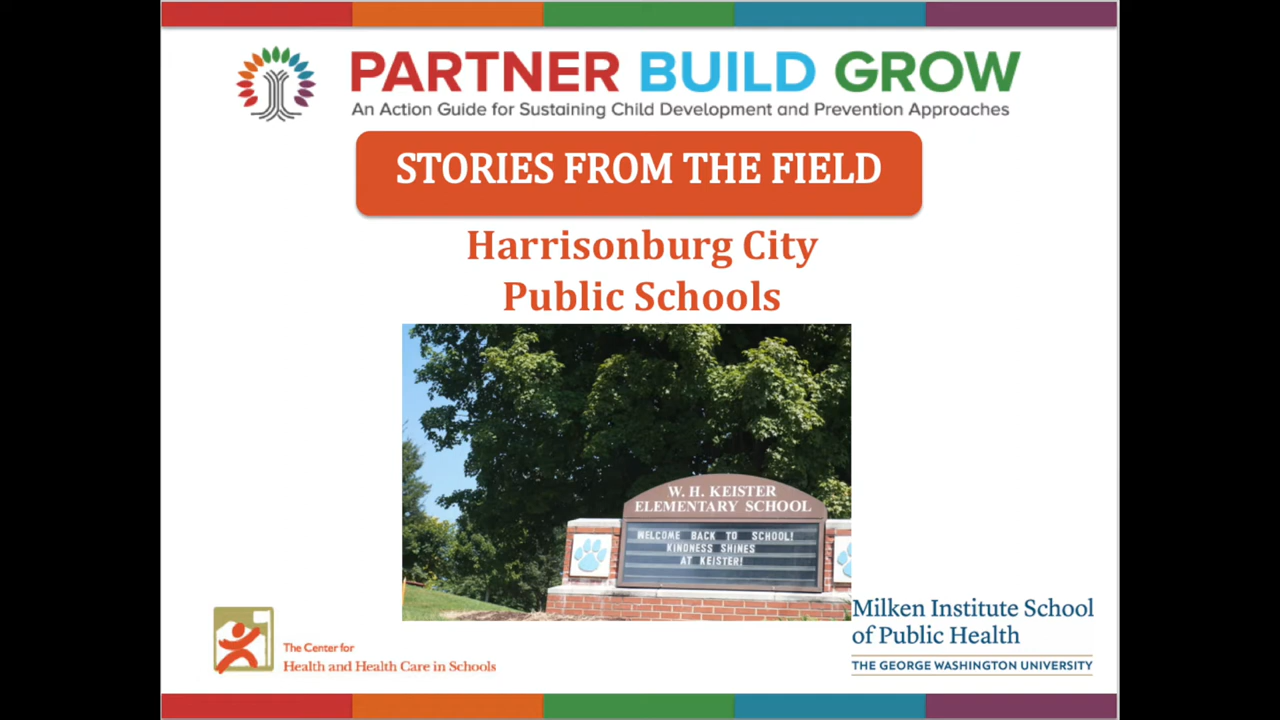 PARTNER BUILD GROW
An Action Guide for Sustaining Child Development and Prevention Approaches
STORIES FROM THE FIELD
Harrisonburg City
Public Schools
W. H. KEISTER
ELEMENTARY SCHOOL
WELCOME BACK TO SCHOOL!
KINDNESS SHINES
AT KEISTER!
The Center for
Health and Health Care in Schools
Milken Institute School
of Public Health
THE GEORGE WASHINGTON UNIVERSITY